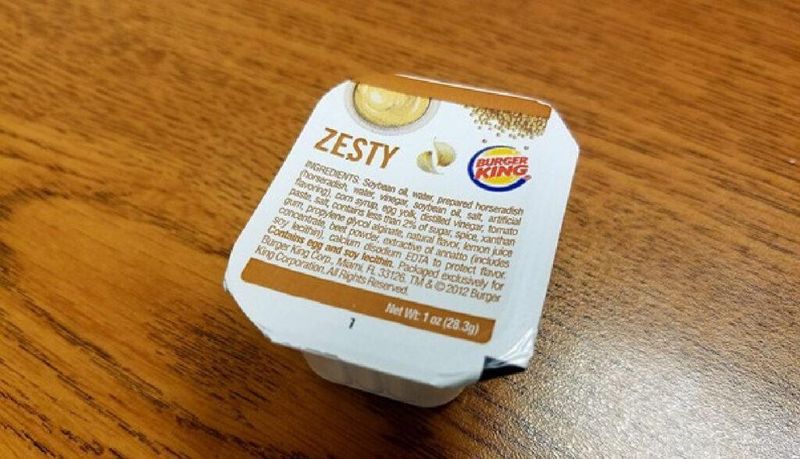 ZESTY
BURGER
KING
INGREDIENTS: Soybean oil, water, prepared horseradish
(horseradish, water, vinegar, soybean oil, salt, artificial
flavoring), corn syrup, egg yolk, distilled vinegar, tomato
paste, salt, contains less than 2% of sugar, spice, xanthan
gum, propylene glycol alginate, natural flavor, lemon juice
concentrate, beet powder, extractive of annatto (includes
soy lecithin), calcium disodium EDTA to protect flavor.
Contains egg and soy lecithin. Packaged exclusively for
Burger King Corp., Miami, FL 33126. TM & © 2012 Burger
King Corporation. All Rights Reserved.
Net Wt: 1 oz (28.3g)
7